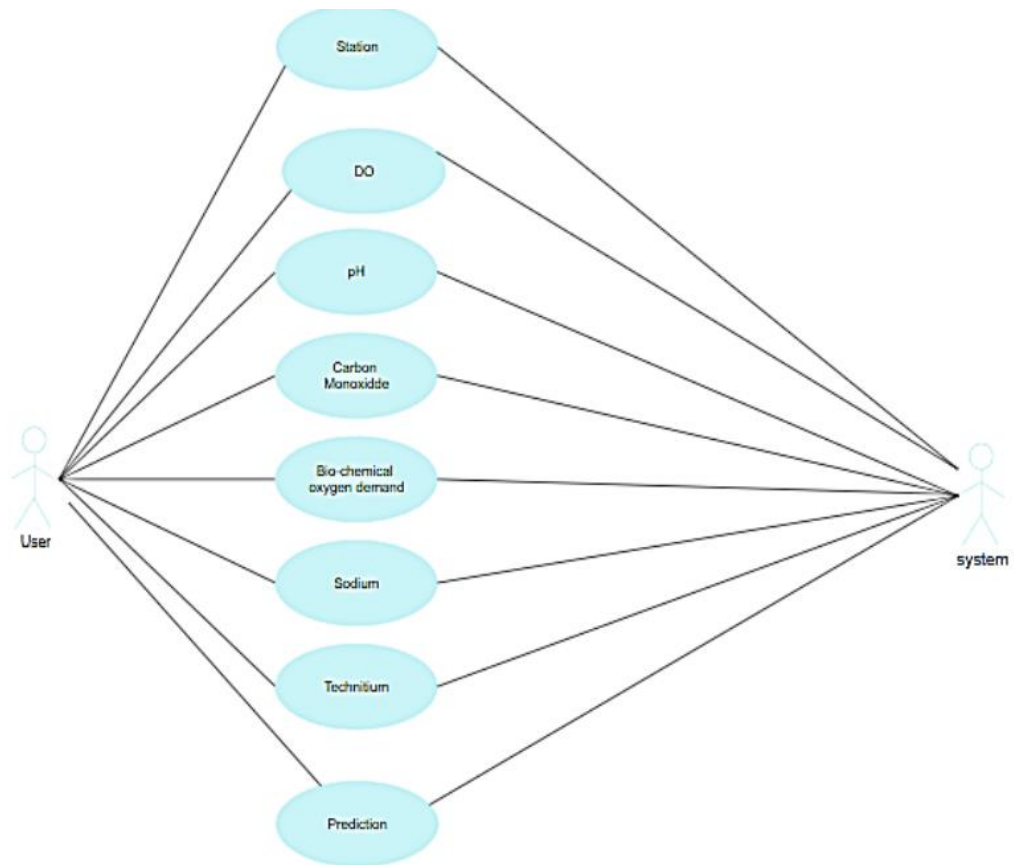 Station
DO
pH
Carbon
Monoxidde
Bio-chemical
oxygen demand
User
system
Sodium
Technitium
Prediction